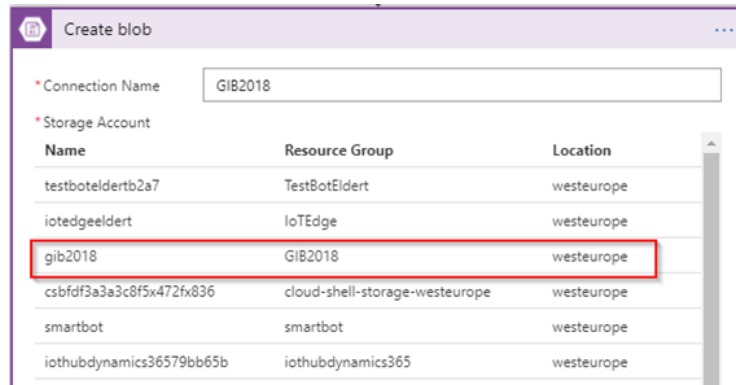 Create blob
...
*Connection Name GIB2018
*Storage Account
Name Resource Group Location
testboteldertb2a7 TestBotEldert westeurope
iotedgeeldert IoTEdge westeurope
gib2018 GIB2018 westeurope
csbfdf3a3a3c8f5x472fx836 cloud-shell-storage-westeurope westeurope
smartbot smartbot westeurope
iothubdynamics36579bb65b iothubdynamics365 westeurope